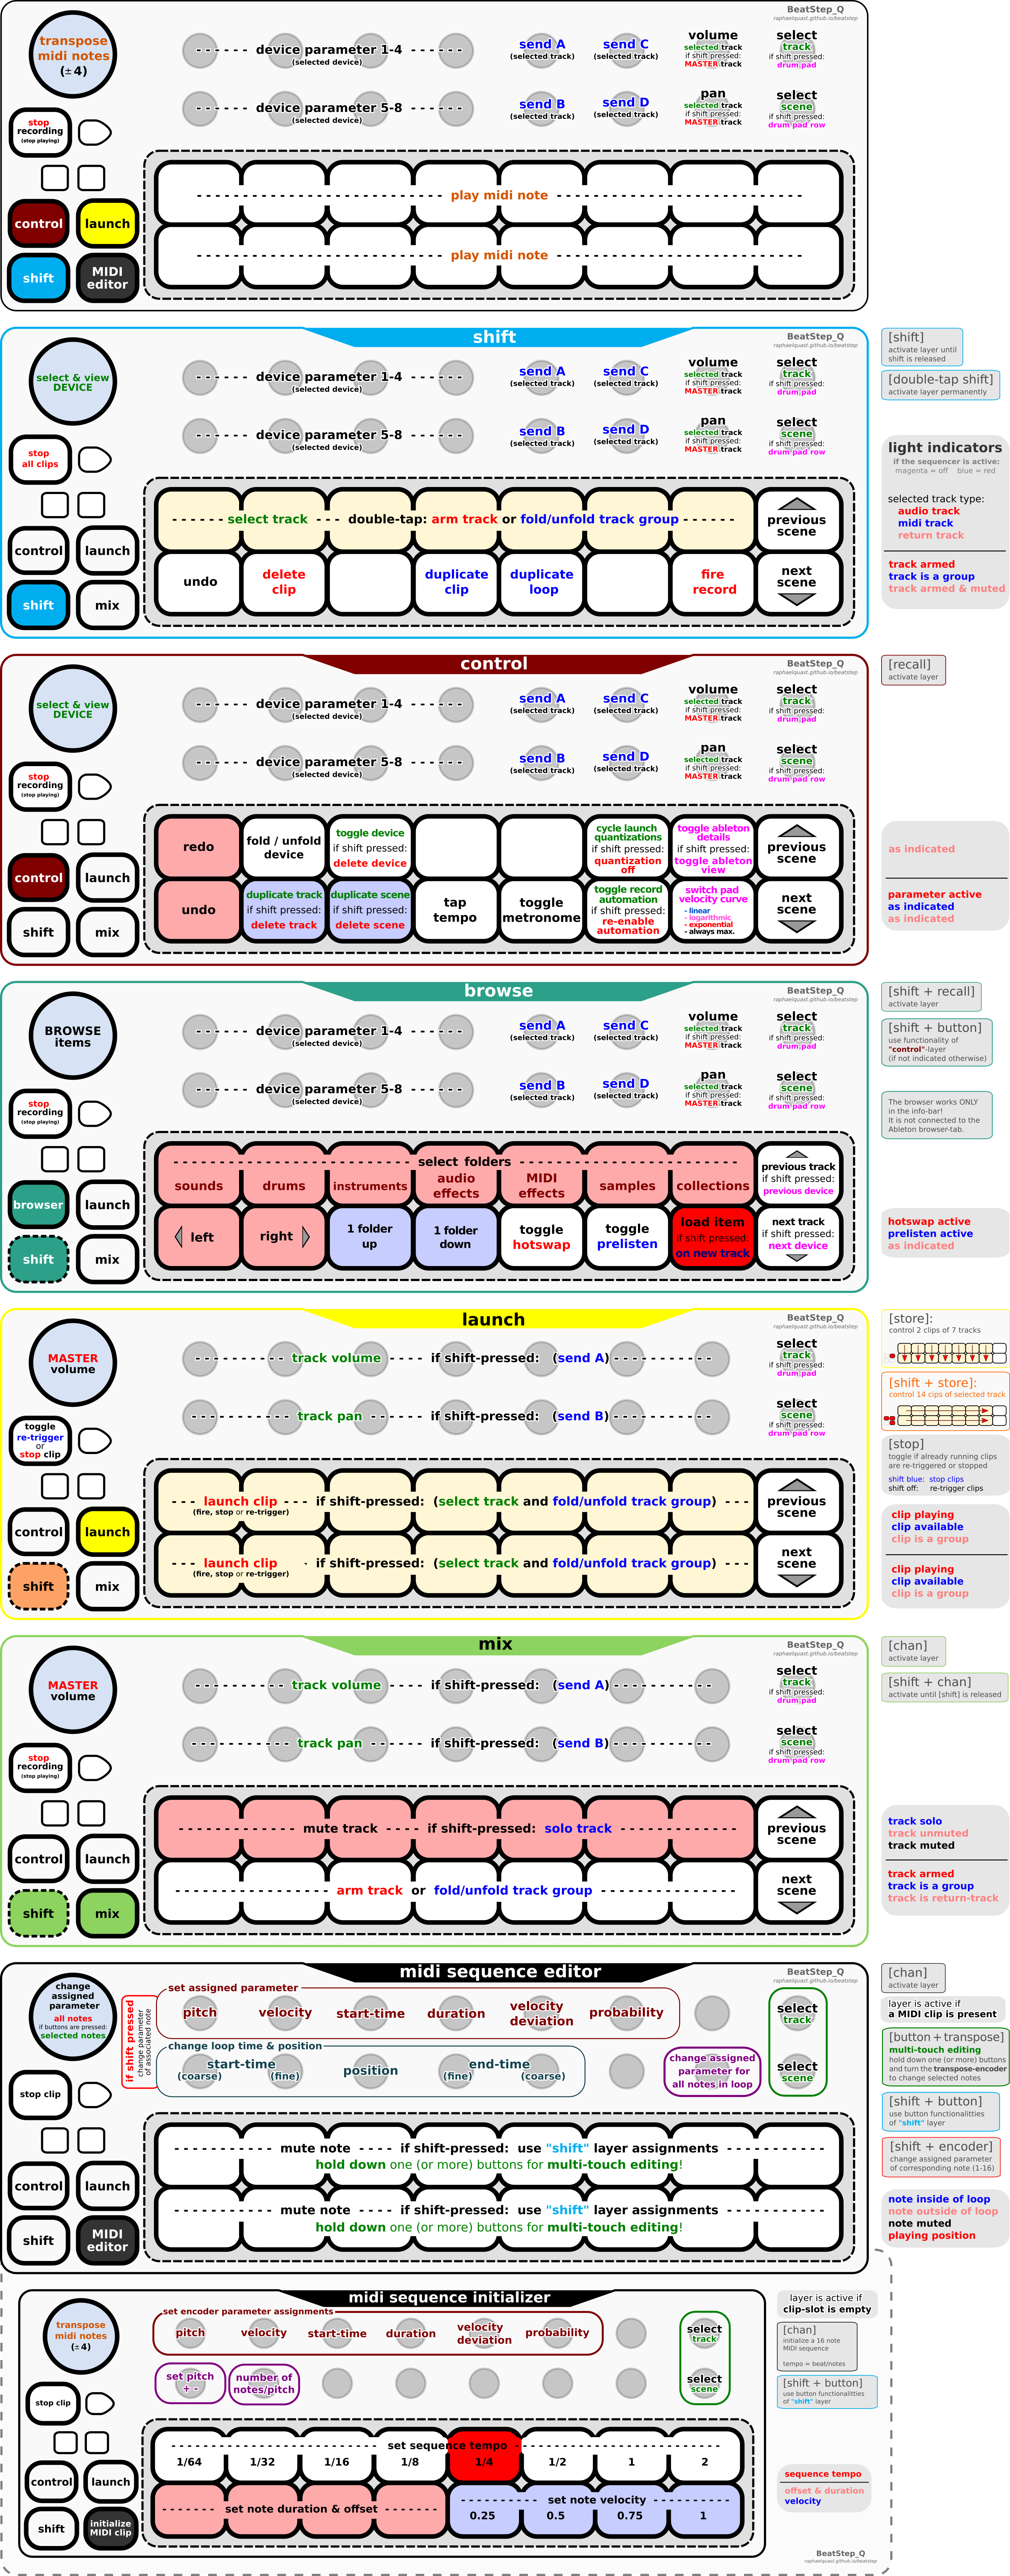 BeatStep_Q
raphaelquast.github.io/beatstep
transpose
midi notes
(±4)
device parameter 1-4
(selected device)
send A
(selected track)
send C
(selected track)
volume
selected track
if shift pressed:
MASTER track
select
track
if shift pressed:
drum pad
device parameter 5-8
(selected device)
send B
(selected track)
send D
(selected track)
pan
selected track
if shift pressed:
MASTER track
select
scene
if shift pressed:
drum pad row
stop
recording
(stop playing)
play midi note
play midi note
control
launch
shift
MIDI
editor
shift
BeatStep_Q
raphaelquast.github.io/beatstep
select & view
DEVICE
device parameter 1-4
(selected device)
send A
(selected track)
send C
(selected track)
volume
selected track
if shift pressed:
MASTER track
select
track
if shift pressed:
drum pad
device parameter 5-8
(selected device)
send B
(selected track)
send D
(selected track)
pan
selected track
if shift pressed:
MASTER track
select
scene
if shift pressed:
drum pad row
stop
all clips
select track double-tap: arm track or fold/unfold track group
previous
scene
undo
delete
clip
duplicate
clip
duplicate
loop
fire
record
next
scene
control
launch
shift
mix
[shift]
activate layer until
shift is released
[double-tap shift]
activate layer permanently
light indicators
if the sequencer is active:
magenta = off blue = red
selected track type:
audio track
midi track
return track
track armed
track is a group
track armed & muted
control
BeatStep_Q
raphaelquast.github.io/beatstep
select & view
DEVICE
device parameter 1-4
(selected device)
send A
(selected track)
send C
(selected track)
volume
selected track
if shift pressed:
MASTER track
select
track
if shift pressed:
drum pad
device parameter 5-8
(selected device)
send B
(selected track)
send D
(selected track)
pan
selected track
if shift pressed:
MASTER track
select
scene
if shift pressed:
drum pad row
stop
recording
(stop playing)
redo
fold / unfold
device
toggle device
if shift pressed:
delete device
cycle launch
quantizations
if shift pressed:
quantization
off
toggle ableton
details
if shift pressed:
toggle ableton
view
previous
scene
undo
duplicate track
if shift pressed:
delete track
duplicate scene
if shift pressed:
delete scene
tap
tempo
toggle
metronome
toggle record
automation
if shift pressed:
re-enable
automation
switch pad
velocity curve
- linear
- logarithmic
- exponential
- always max.
next
scene
control
launch
shift
mix
[recall]
activate layer
as indicated
parameter active
as indicated
as indicated
browse
BeatStep_Q
raphaelquast.github.io/beatstep
BROWSE
items
device parameter 1-4
(selected device)
send A
(selected track)
send C
(selected track)
volume
selected track
if shift pressed:
MASTER track
select
track
if shift pressed:
drum pad
device parameter 5-8
(selected device)
send B
(selected track)
send D
(selected track)
pan
selected track
if shift pressed:
MASTER track
select
scene
if shift pressed:
drum pad row
stop
recording
(stop playing)
select folders
sounds
drums
instruments
audio
effects
MIDI
effects
samples
collections
previous track
if shift pressed:
previous device
left
right
1 folder
up
1 folder
down
toggle
hotswap
toggle
prelisten
load item
if shift pressed:
on new track
next track
if shift pressed:
next device
browser
launch
shift
mix
[shift + recall]
activate layer
[shift + button]
use functionality of
"control"-layer
(if not indicated otherwise)
The browser works ONLY
in the info-bar!
It is not connected to the
Ableton browser-tab.
hotswap active
prelisten active
as indicated
launch
BeatStep_Q
raphaelquast.github.io/beatstep
MASTER
volume
track volume if shift-pressed: (send A)
select
track
if shift pressed:
drum pad
track pan if shift-pressed: (send B)
select
scene
if shift pressed:
drum pad row
toggle
re-trigger
or
stop clip
launch clip if shift-pressed: (select track and fold/unfold track group)
(fire, stop or re-trigger)
previous
scene
launch clip if shift-pressed: (select track and fold/unfold track group)
(fire, stop or re-trigger)
next
scene
control
launch
shift
mix
[store]:
control 2 clips of 7 tracks
[shift + store]:
control 14 cips of selected track
[stop]
toggle if already running clips
are re-triggered or stopped
shift blue: stop clips
shift off: re-trigger clips
clip playing
clip available
clip is a group
clip playing
clip available
clip is a group
mix
BeatStep_Q
raphaelquast.github.io/beatstep
MASTER
volume
track volume if shift-pressed: (send A)
select
track
if shift pressed:
drum pad
track pan if shift-pressed: (send B)
select
scene
if shift pressed:
drum pad row
stop
recording
(stop playing)
mute track if shift-pressed: solo track
previous
scene
arm track or fold/unfold track group
next
scene
control
launch
shift
mix
[chan]
activate layer
[shift + chan]
activate until [shift] is released
track solo
track unmuted
track muted
track armed
track is a group
track is return-track
midi sequence editor
BeatStep_Q
raphaelquast.github.io/beatstep
change
assigned
parameter
all notes
if buttons are pressed:
selected notes
if shift pressed
change parameter
of associated note
set assigned parameter
pitch
velocity
start-time
duration
velocity
deviation
probability
select
track
change loop time & position
start-time
(coarse)
(fine)
position
end-time
(fine)
(coarse)
change assigned
parameter for
all notes in loop
select
scene
stop clip
mute note if shift-pressed: use "shift" layer assignments
hold down one (or more) buttons for multi-touch editing!
mute note if shift-pressed: use "shift" layer assignments
hold down one (or more) buttons for multi-touch editing!
control
launch
shift
MIDI
editor
[chan]
activate layer
layer is active if
a MIDI clip is present
[button+transpose]
multi-touch editing
hold down one (or more) buttons
and turn the transpose-encoder
to change selected notes
[shift + button]
use button functionalitties
of "shift" layer
[shift + encoder]
change assigned parameter
of corresponding note (1-16)
note inside of loop
note outside of loop
note muted
playing position
midi sequence initializer
transpose
midi notes
(±4)
set encoder parameter assignments
pitch
velocity
start-time
duration
velocity
deviation
probability
select
track
set pitch
+ -
number of
notes/pitch
select
scene
stop clip
set sequence tempo
1/64
1/32
1/16
1/8
1/4
1/2
1
2
set note duration & offset
set note velocity
0.25
0.5
0.75
1
control
launch
shift
initialize
MIDI clip
layer is active if
clip-slot is empty
[chan]
initialize a 16 note
MIDI sequence
tempo = beat/notes
[shift + button]
use button functionalitties
of "shift" layer
sequence tempo
offset & duration
velocity
BeatStep_Q
raphaelquast.github.io/beatstep